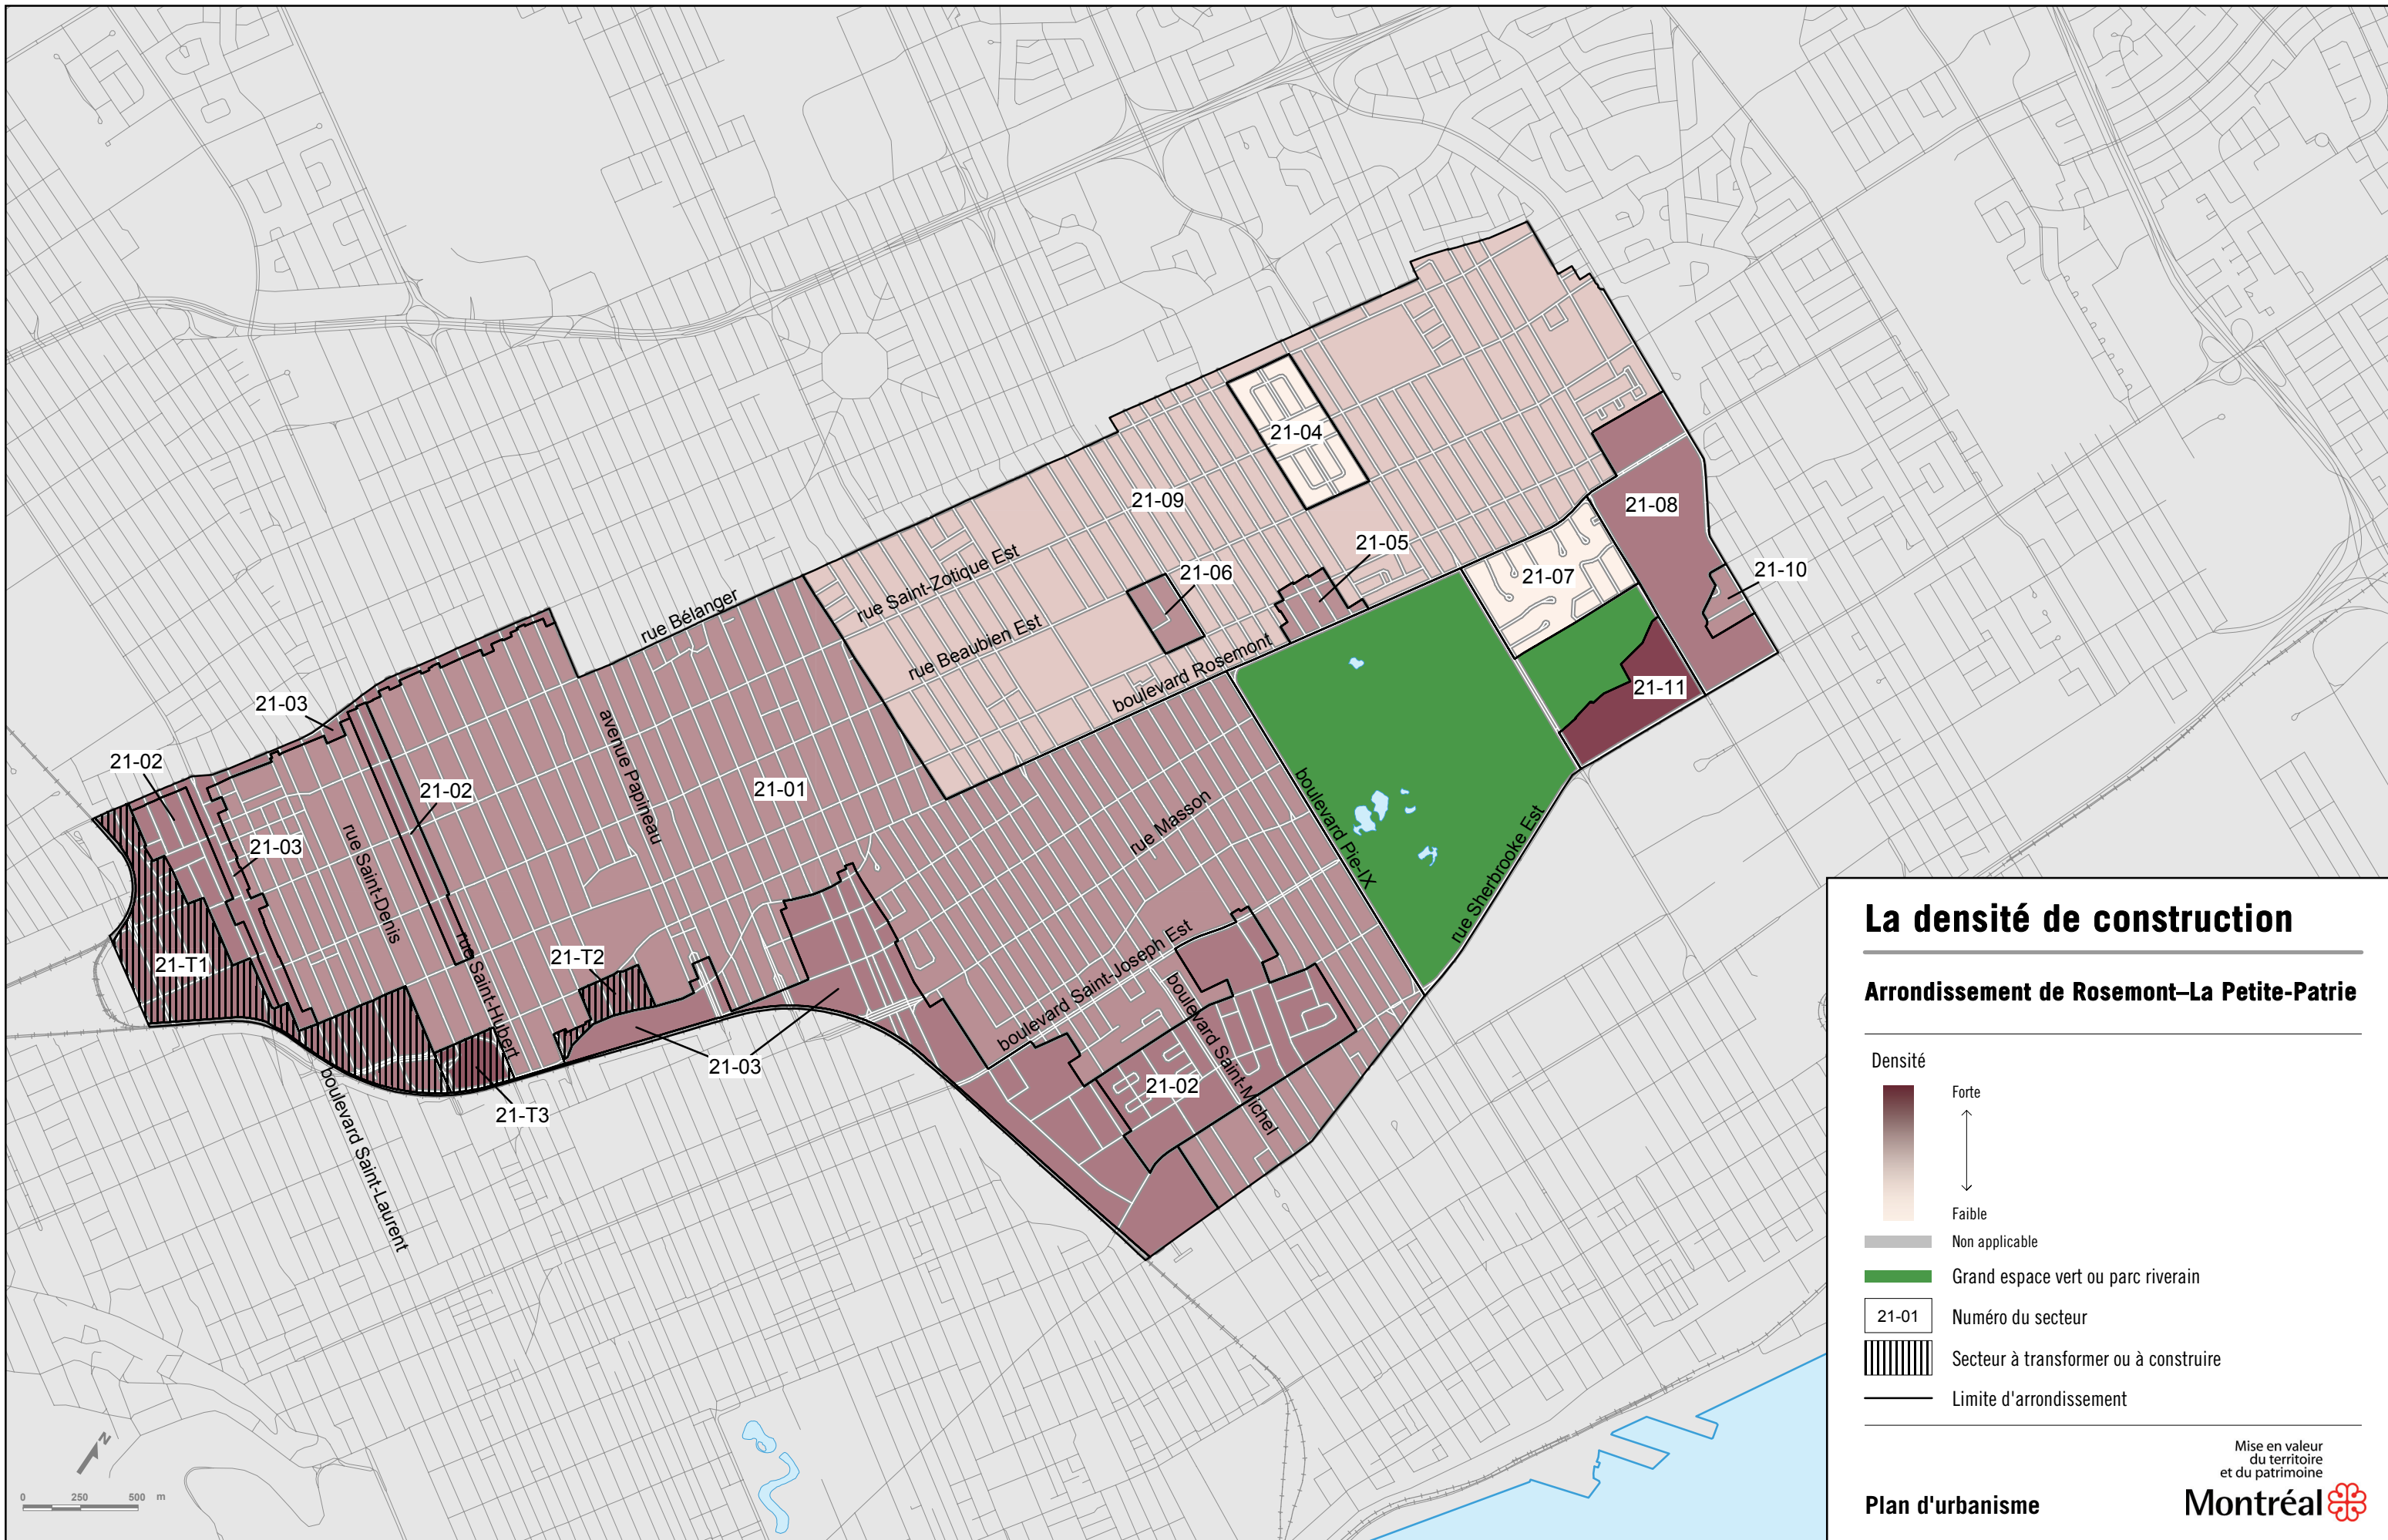 21-04
21-09
21-08
21-05
21-10
21-06
21-07
rue Saint-Zotique Est
rue Bélanger
rue Beaubien Est
boulevard Rosemont
21-11
21-03
avenue Papineau
21-02
21-02
21-01
rue Masson
boulevard Pie-IX
rue Sherbrooke Est
21-03
rue Saint-Denis
21-T1
21-T2
rue Saint-Hubert
boulevard Saint-Joseph Est
boulevard Saint-Michel
21-03
21-02
21-T3
boulevard Saint-Laurent
N
0 250 500 m
La densité de construction
Arrondissement de Rosemont–La Petite-Patrie
Densité
Forte
Faible
Non applicable
Grand espace vert ou parc riverain
21-01 Numéro du secteur
Secteur à transformer ou à construire
Limite d'arrondissement
Mise en valeur
du territoire
et du patrimoine
Plan d'urbanisme
Montréal